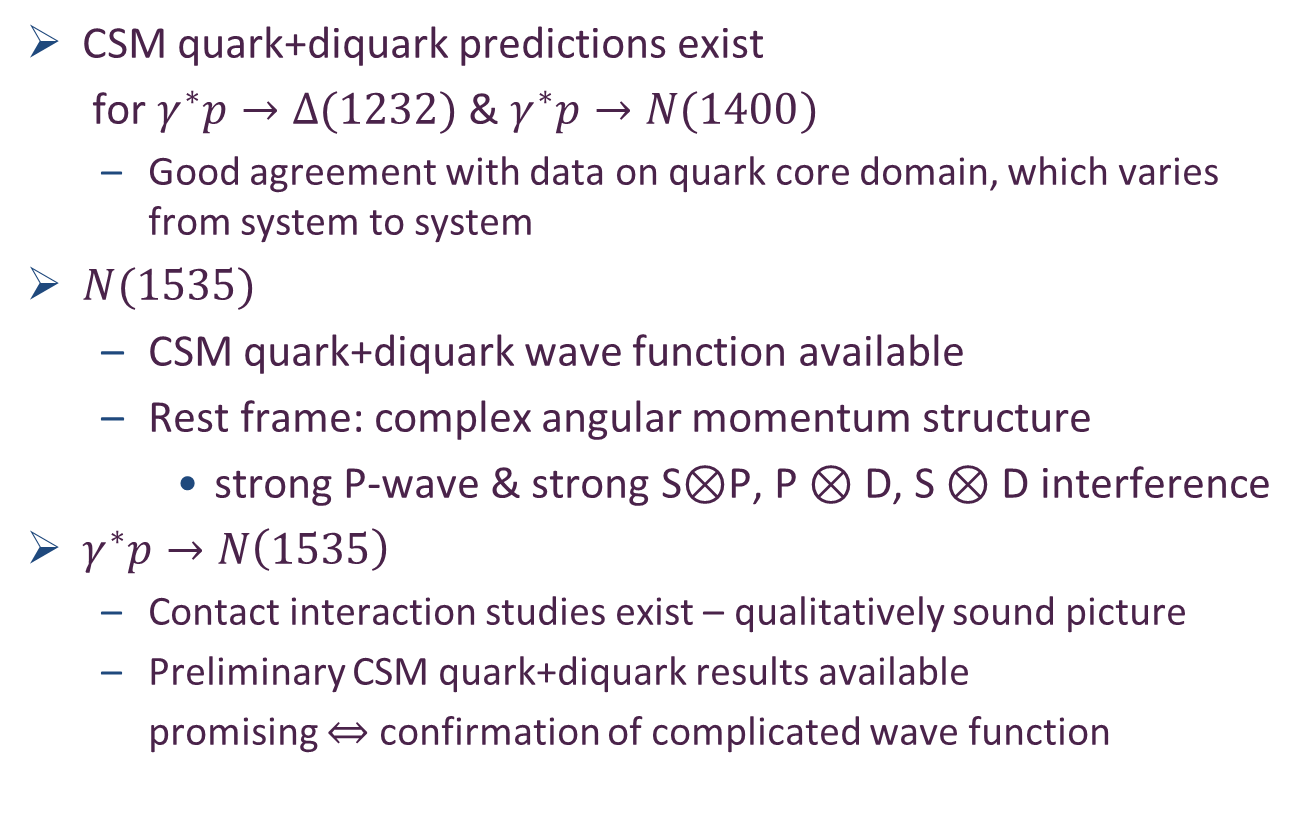 ➢ CSM quark+diquark predictions exist
for γ*p → Δ(1232) & γ*p → N(1400)
– Good agreement with data on quark core domain, which varies
from system to system
➢ N(1535)
– CSM quark+diquark wave function available
– Rest frame: complex angular momentum structure
• strong P-wave & strong S⊗P, P ⊗ D, S ⊗ D interference
➢ γ*p → N(1535)
– Contact interaction studies exist – qualitatively sound picture
– Preliminary CSM quark+diquark results available
promising ⇔ confirmation of complicated wave function